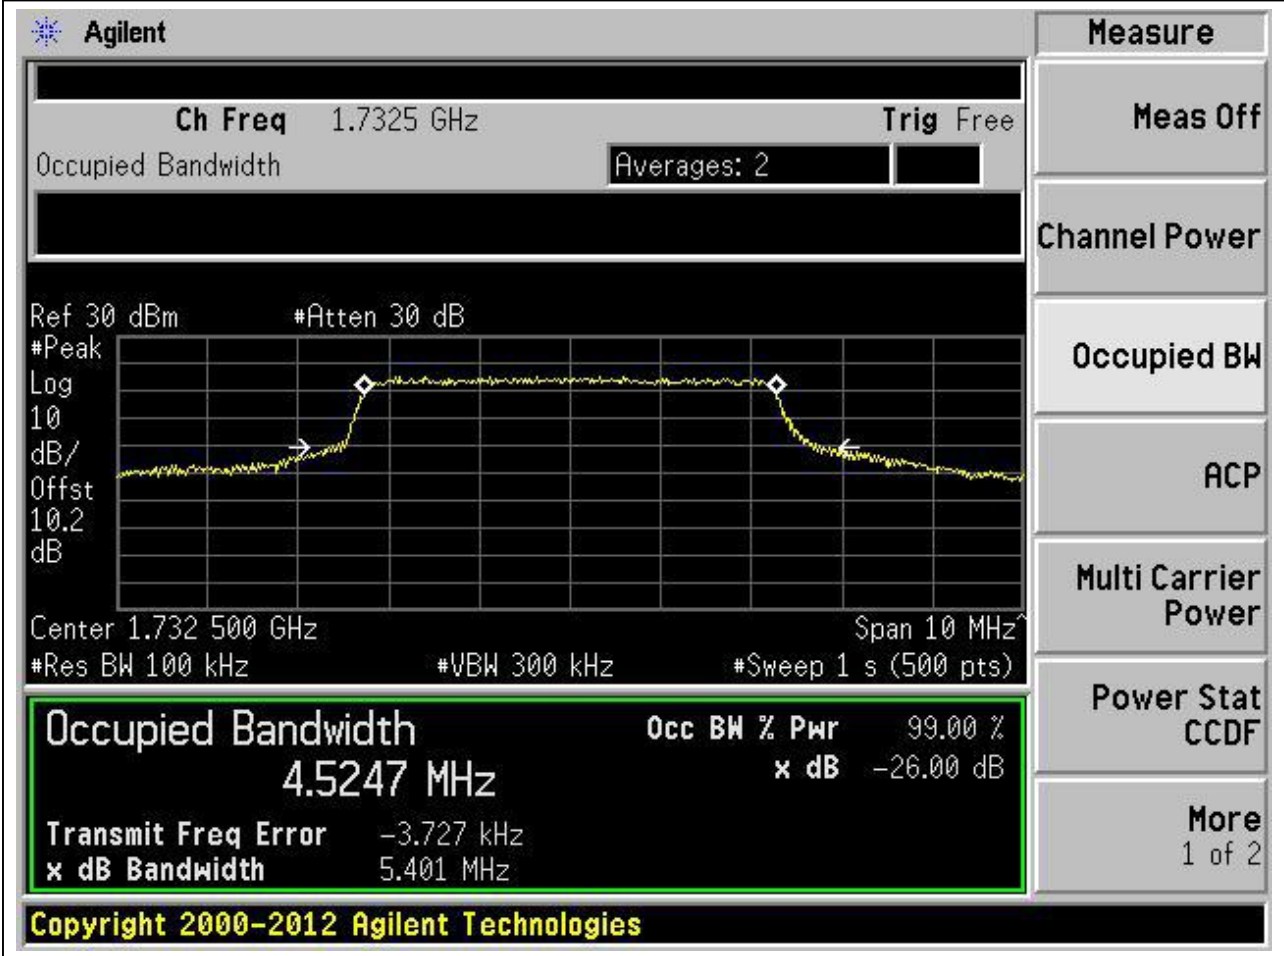 Agilent
Measure
Ch Freq 1.7325 GHz Trig Free
Occupied Bandwidth Averages: 2
Ref 30 dBm #Atten 30 dB
#Peak
Log
10
dB/
Offst
10.2
dB
Center 1.732 500 GHz Span 10 MHz^
#Res BW 100 kHz #VBW 300 kHz #Sweep 1 s (500 pts)
Occupied Bandwidth Occ BW % Pwr 99.00 %
4.5247 MHz x dB -26.00 dB
Transmit Freq Error -3.727 kHz
x dB Bandwidth 5.401 MHz
Copyright 2000-2012 Agilent Technologies
Meas Off
Channel Power
Occupied BW
ACP
Multi Carrier
Power
Power Stat
CCDF
More
1 of 2